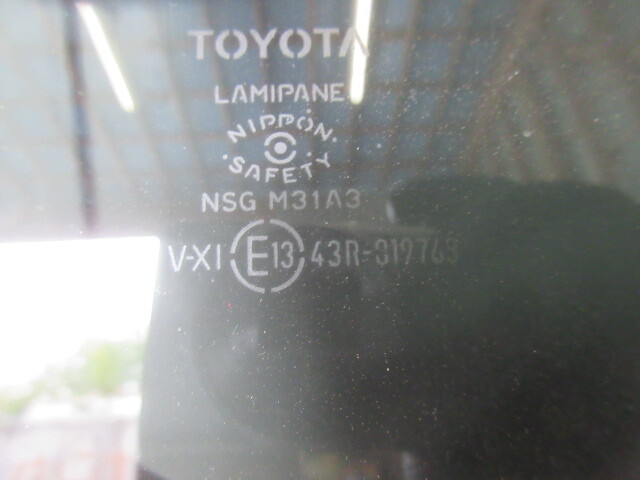 TOYOTA
LAMIPANE
NIPPON
SAFETY
NSG M31A3
V-XI E13 43R-319763